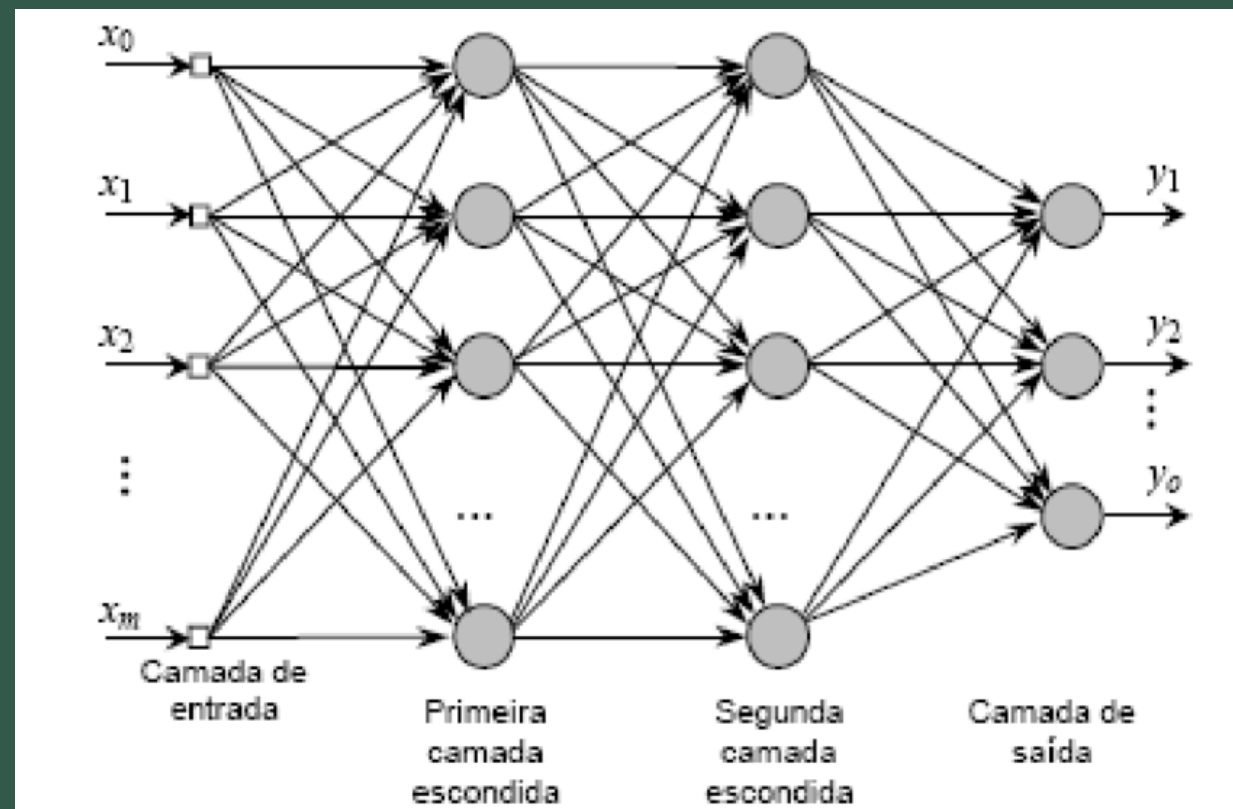 x0
x1
x2
⋮
xm
Camada de
entrada
...
Primeira
camada
escondida
...
Segunda
camada
escondida
y1
y2
⋮
yo
Camada de
saída